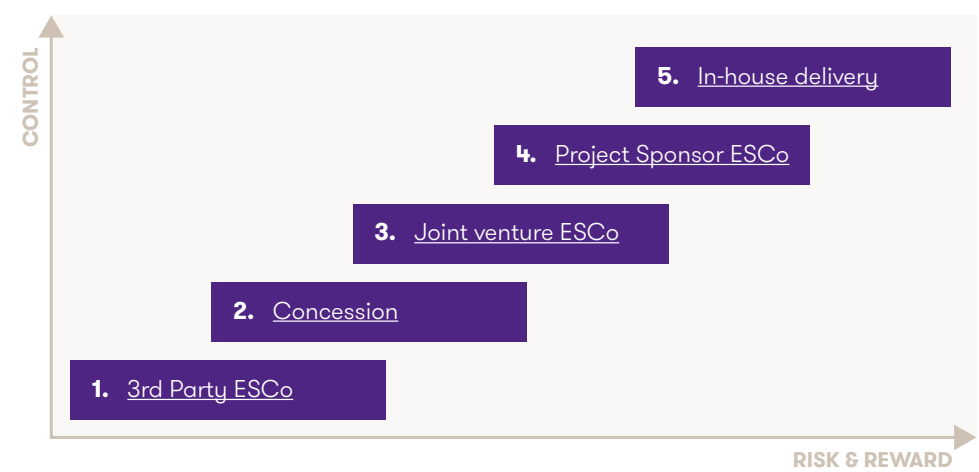 CONTROL
5. In-house delivery
4. Project Sponsor ESCo
3. Joint venture ESCo
2. Concession
1. 3rd Party ESCo
RISK & REWARD